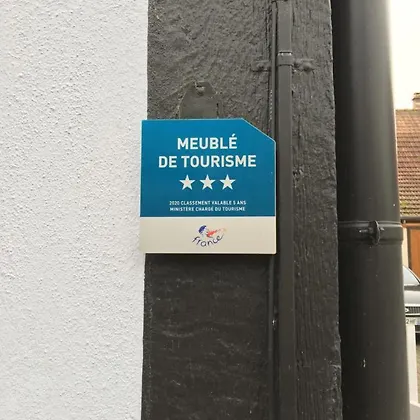 MEUBLÉ
DE TOURISME
2020 CLASSEMENT VALABLE 5 ANS
MINISTÈRE CHARGÉ DU TOURISME
france